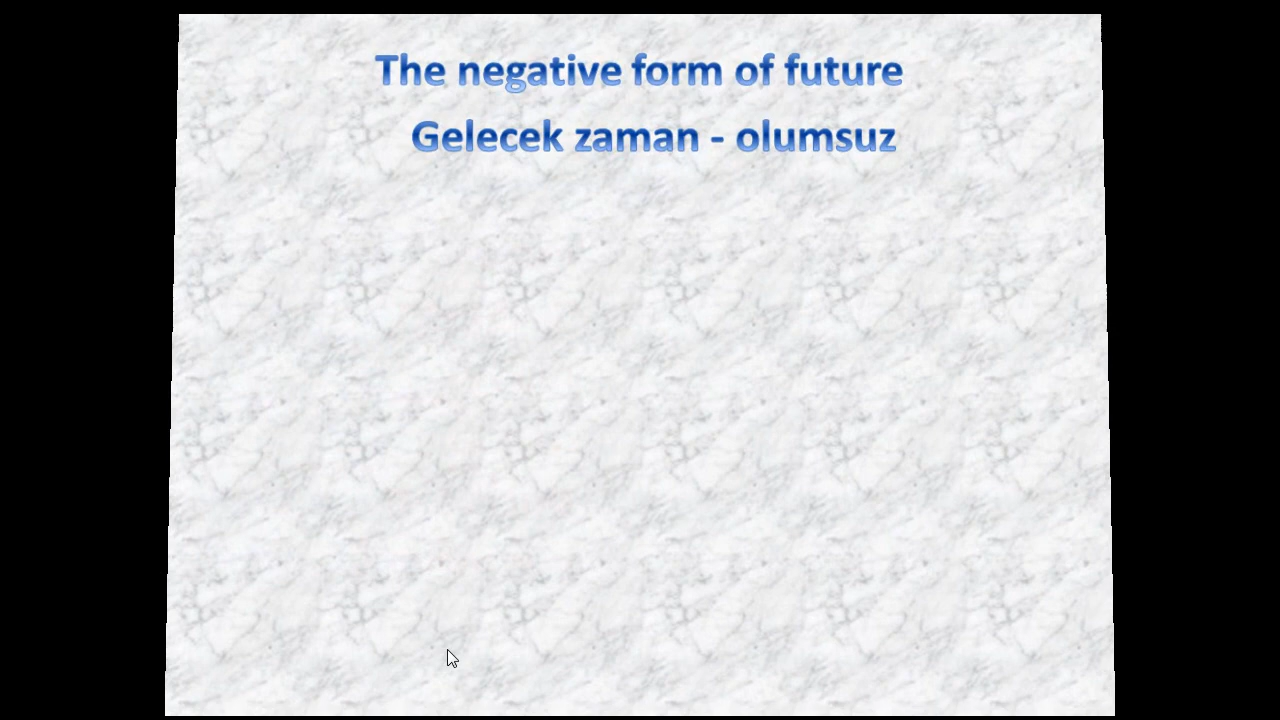 The negative form of future
Gelecek zaman - olumsuz